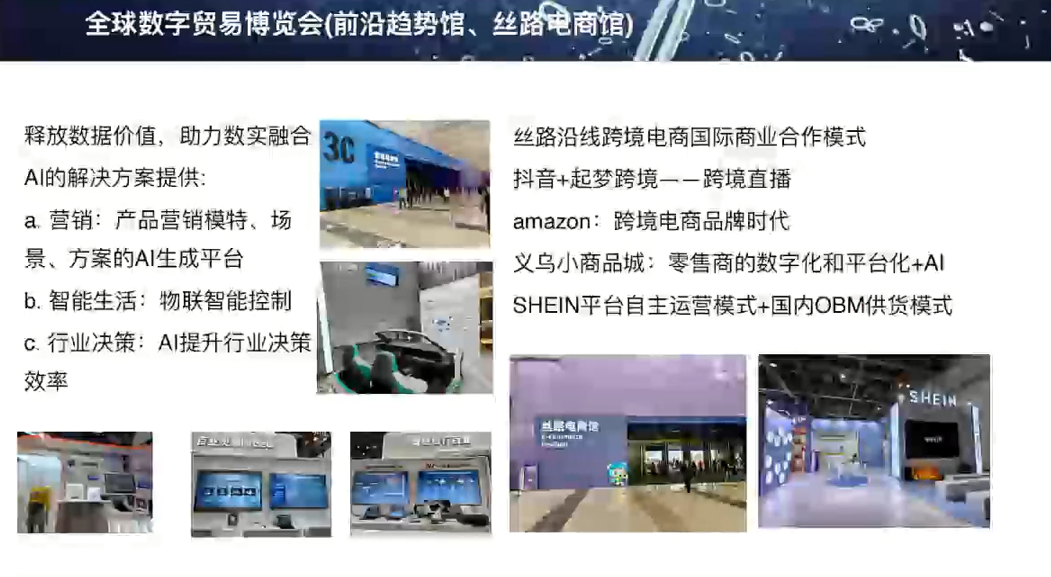 全球数字贸易博览会(前沿趋势馆、丝路电商馆)
释放数据价值，助力数实融合
AI的解决方案提供:
a. 营销：产品营销模特、场
景、方案的AI生成平台
b. 智能生活：物联智能控制
c. 行业决策：AI提升行业决策
效率
丝路沿线跨境电商国际商业合作模式
抖音+起梦跨境——跨境直播
amazon：跨境电商品牌时代
义乌小商品城：零售商的数字化和平台化+AI
SHEIN平台自主运营模式+国内OBM供货模式
3C
丝路电商馆
SHEIN
SHEIN